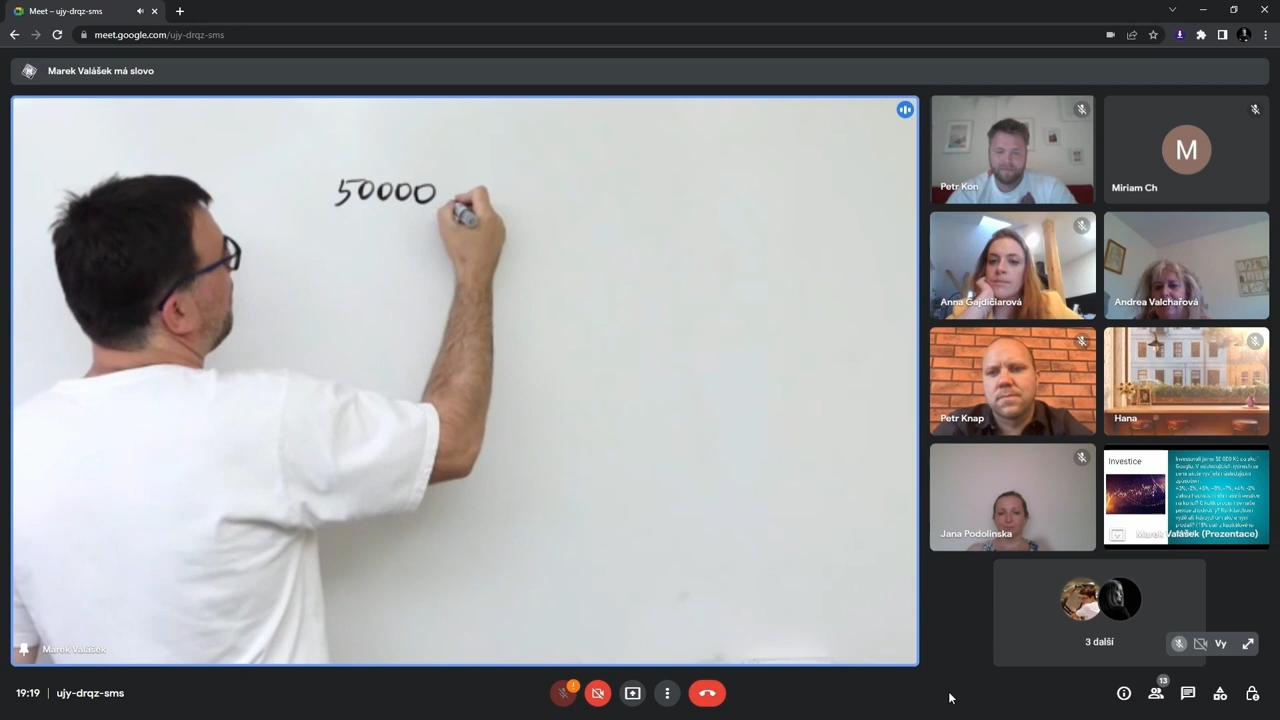 Meet – ujy-drqz-sms
meet.google.com/ujy-drqz-sms
Marek Valášek má slovo
50000
Marek Valášek
Petr Kon
M
Miriam Ch
Anna Gajdičiarová
Andrea Valchařová
Petr Knap
Hana
Jana Podolinska
Investice
Marek Valášek (Prezentace)
3 další
Vy
19:19
ujy-drqz-sms
13